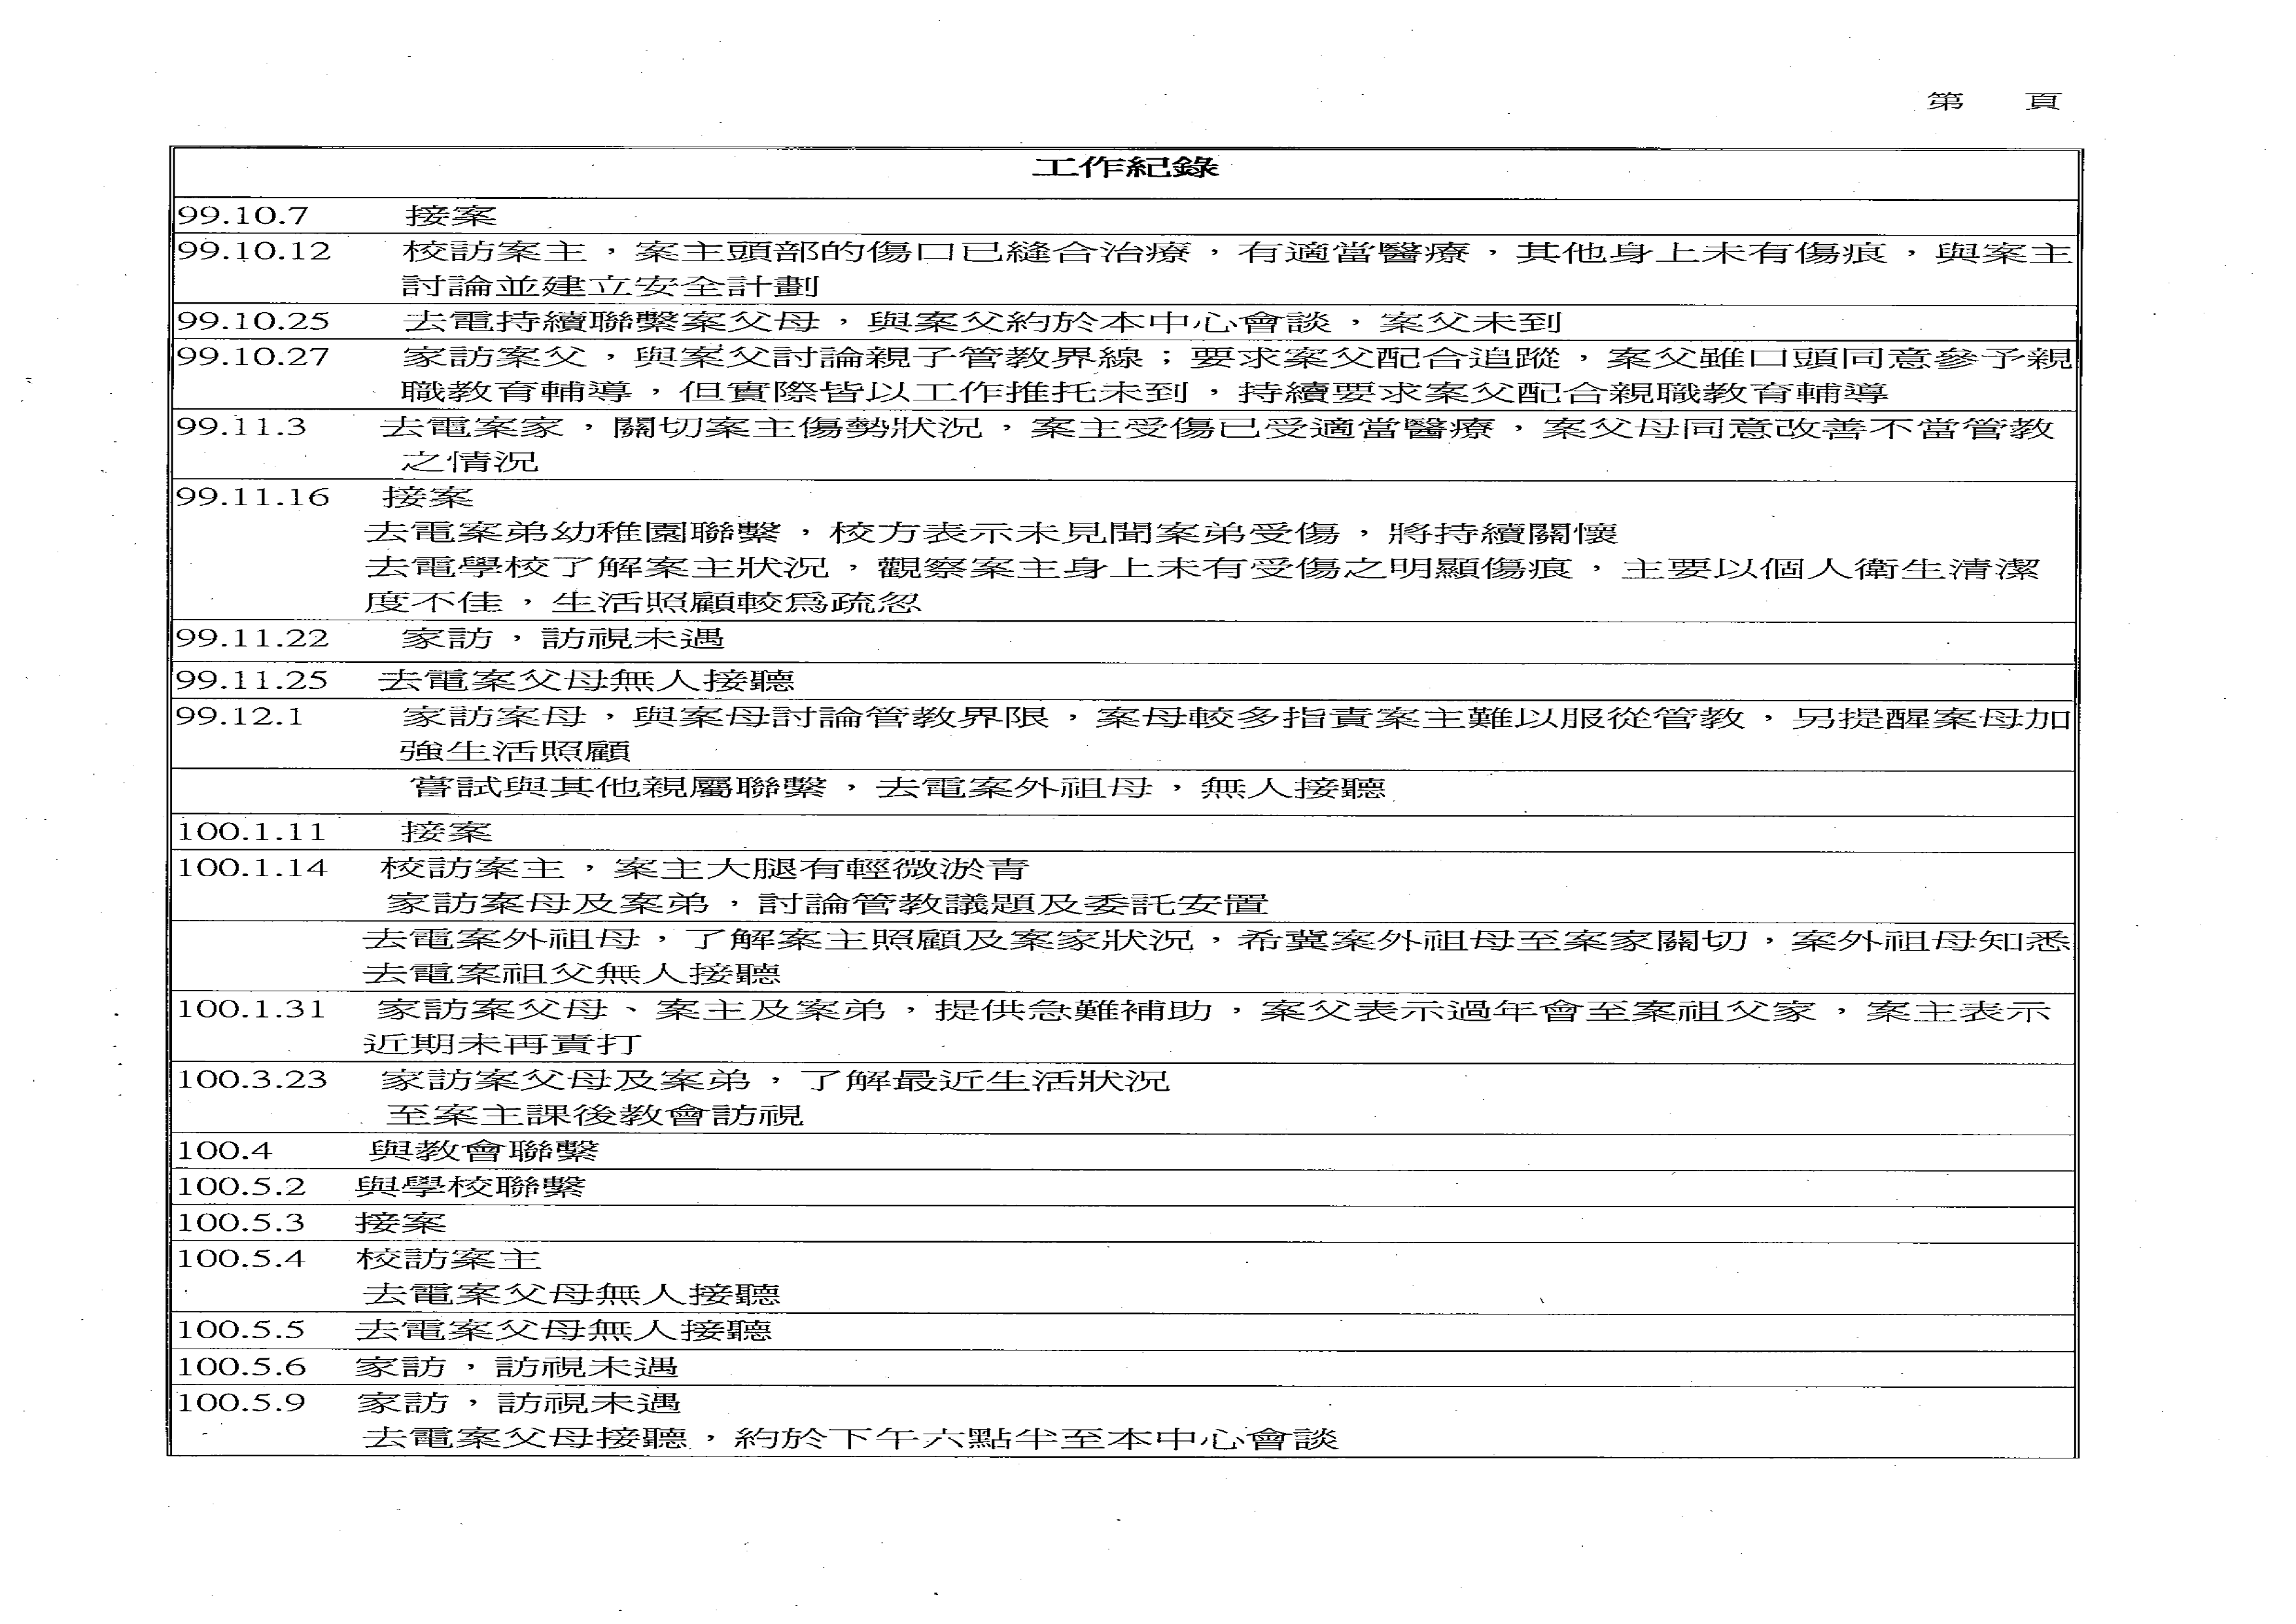 第　頁
工作紀錄
99.10.7　接案
99.10.12　校訪案主，案主頭部的傷口已縫合治療，有適當醫療，其他身上未有傷痕，與案主
討論並建立安全計劃
99.10.25　去電持續聯繫案父母，與案父約於本中心會談，案父未到
99.10.27　家訪案父，與案父討論親子管教界線；要求案父配合追蹤，案父雖口頭同意參予親
職教育輔導，但實際皆以工作推托未到，持續要求案父配合親職教育輔導
99.11.3　去電案家，關切案主傷勢狀況，案主受傷已受適當醫療，案父母同意改善不當管教
之情況
99.11.16　接案
去電案弟幼稚園聯繫，校方表示未見聞案弟受傷，將持續關懷
去電學校了解案主狀況，觀察案主身上未有受傷之明顯傷痕，主要以個人衛生清潔
度不佳，生活照顧較為疏忽
99.11.22　家訪，訪視未遇
99.11.25　去電案父母無人接聽
99.12.1　家訪案母，與案母討論管教界限，案母較多指責案主難以服從管教，另提醒案母加
強生活照顧
嘗試與其他親屬聯繫，去電案外祖母，無人接聽
100.1.11　接案
100.1.14　校訪案主，案主大腿有輕微淤青
家訪案母及案弟，討論管教議題及委託安置
去電案外祖母，了解案主照顧及案家狀況，希冀案外祖母至案家關切，案外祖母知悉
去電案祖父無人接聽
100.1.31　家訪案父母、案主及案弟，提供急難補助，案父表示過年會至案祖父家，案主表示
近期未再責打
100.3.23　家訪案父母及案弟，了解最近生活狀況
至案主課後教會訪視
100.4　與教會聯繫
100.5.2　與學校聯繫
100.5.3　接案
100.5.4　校訪案主
去電案父母無人接聽
100.5.5　去電案父母無人接聽
100.5.6　家訪，訪視未遇
100.5.9　家訪，訪視未遇
去電案父母接聽，約於下午六點半至本中心會談